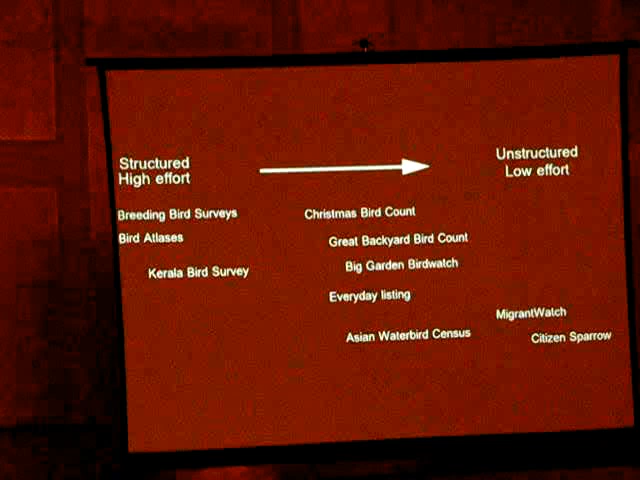 Structured
High effort
Unstructured
Low effort
Breeding Bird Surveys
Christmas Bird Count
Bird Atlases
Great Backyard Bird Count
Kerala Bird Survey
Big Garden Birdwatch
Everyday listing
MigrantWatch
Asian Waterbird Census
Citizen Sparrow